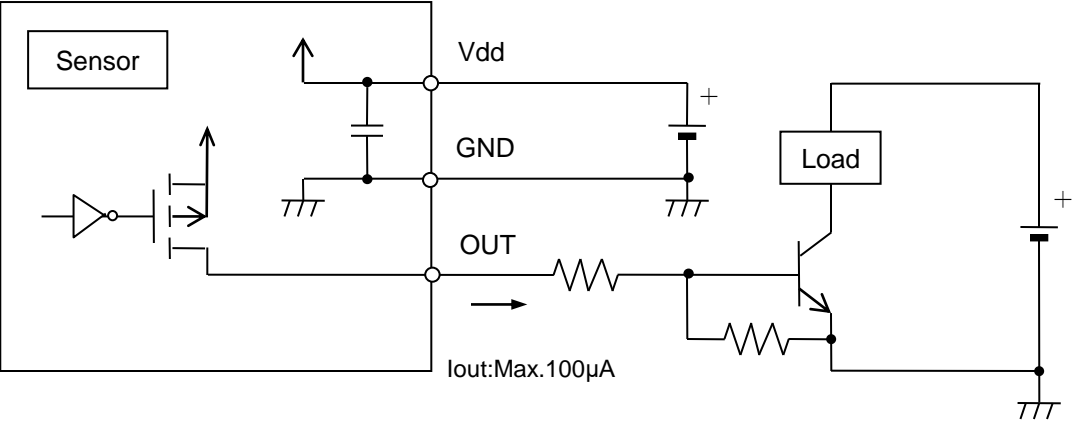 Sensor
Vdd
+
GND
Load
+
OUT
Iout:Max.100μA